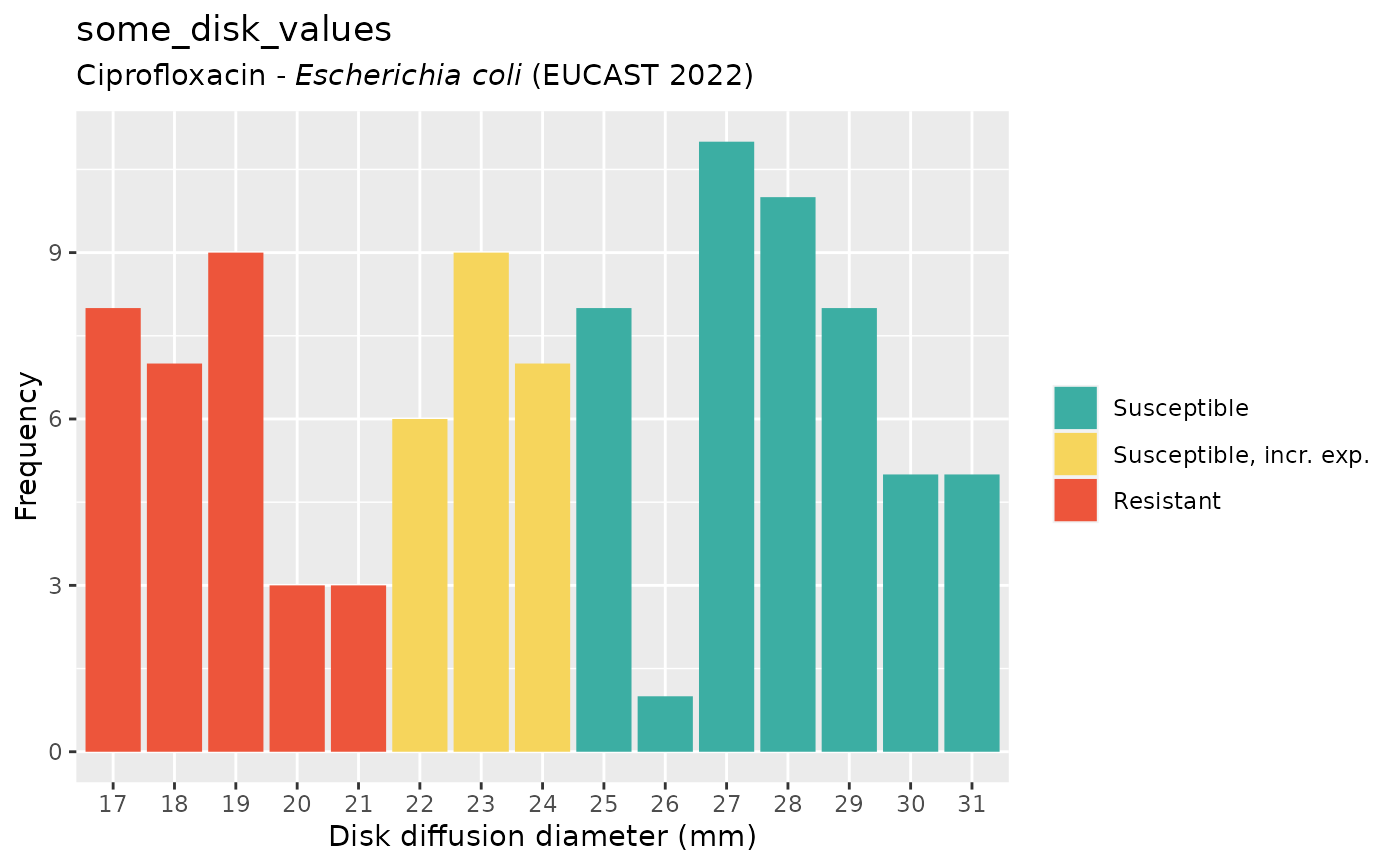 some_disk_values
Ciprofloxacin - Escherichia coli (EUCAST 2022)
Frequency
9
6
3
0
17 18 19 20 21 22 23 24 25 26 27 28 29 30 31
Disk diffusion diameter (mm)
Susceptible
Susceptible, incr. exp.
Resistant